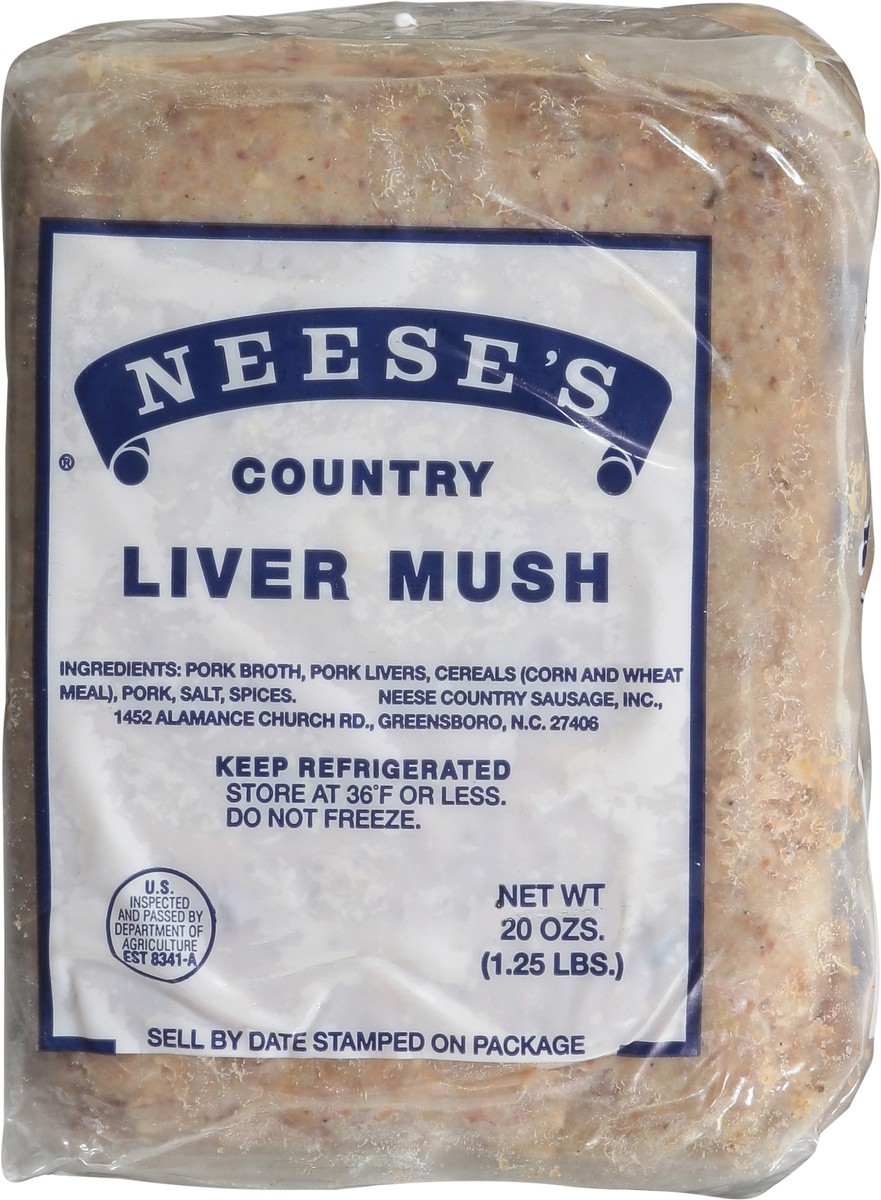 NEESE'S
®
COUNTRY
LIVER MUSH
INGREDIENTS: PORK BROTH, PORK LIVERS, CEREALS (CORN AND WHEAT
MEAL), PORK, SALT, SPICES. NEESE COUNTRY SAUSAGE, INC.,
1452 ALAMANCE CHURCH RD., GREENSBORO, N.C. 27406
KEEP REFRIGERATED
STORE AT 36°F OR LESS.
DO NOT FREEZE.
U.S.
INSPECTED
AND PASSED BY
DEPARTMENT OF
AGRICULTURE
EST 8341-A
NET WT
20 OZS.
(1.25 LBS.)
SELL BY DATE STAMPED ON PACKAGE